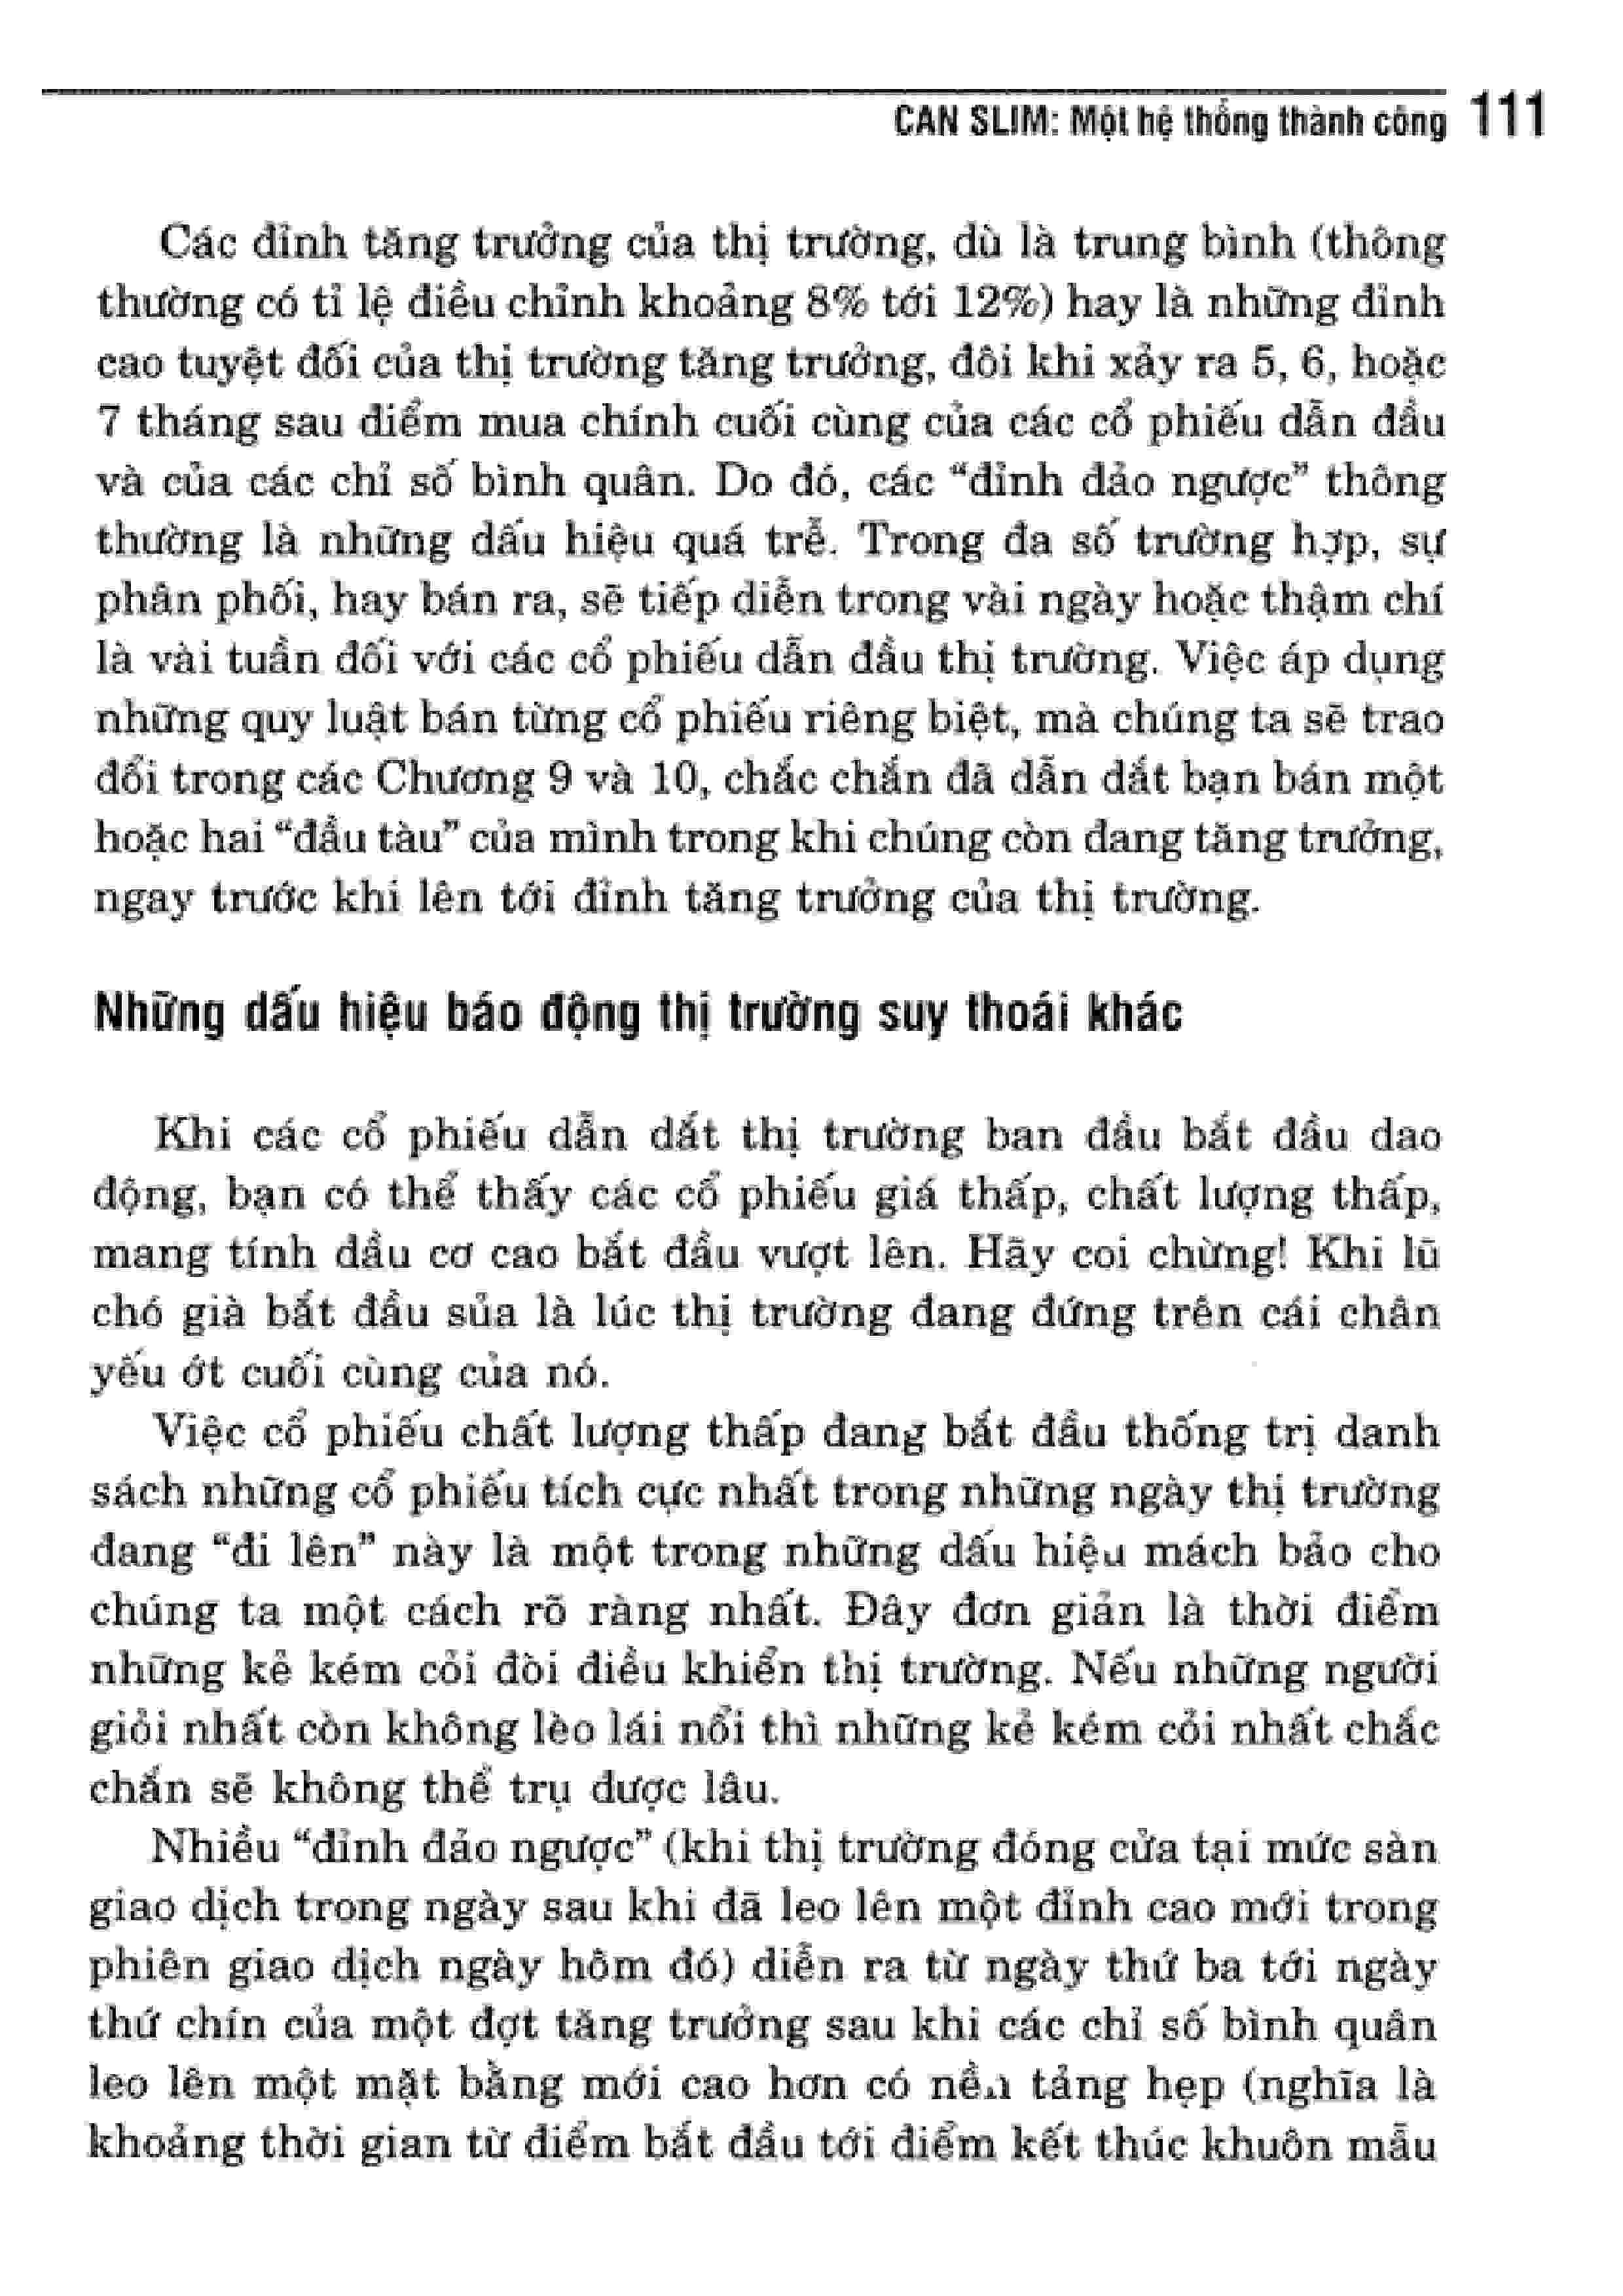 CAN SLIM: Một hệ thống thành công 111
Các đỉnh tăng trưởng của thị trường, dù là trung bình (thông
thường có tỉ lệ điều chỉnh khoảng 8% tới 12%) hay là những đỉnh
cao tuyệt đối của thị trường tăng trưởng, đôi khi xảy ra 5, 6, hoặc
7 tháng sau điểm mua chính cuối cùng của các cổ phiếu dẫn đầu
và của các chỉ số bình quân. Do đó, các “đỉnh đảo ngược” thông
thường là những dấu hiệu quá trễ. Trong đa số trường hợp, sự
phân phối, hay bán ra, sẽ tiếp diễn trong vài ngày hoặc thậm chí
là vài tuần đối với các cổ phiếu dẫn đầu thị trường. Việc áp dụng
những quy luật bán từng cổ phiếu riêng biệt, mà chúng ta sẽ trao
đổi trong các Chương 9 và 10, chắc chắn đã dẫn dắt bạn bán một
hoặc hai “đầu tàu” của mình trong khi chúng còn đang tăng trưởng,
ngay trước khi lên tới đỉnh tăng trưởng của thị trường.
Những dấu hiệu báo động thị trường suy thoái khác
Khi các cổ phiếu dẫn dắt thị trường ban đầu bắt đầu dao
động, bạn có thể thấy các cổ phiếu giá thấp, chất lượng thấp,
mang tính đầu cơ cao bắt đầu vượt lên. Hãy coi chừng! Khi lũ
chó già bắt đầu sủa là lúc thị trường đang đứng trên cái chân
yếu ớt cuối cùng của nó.
Việc cổ phiếu chất lượng thấp đang bắt đầu thống trị danh
sách những cổ phiếu tích cực nhất trong những ngày thị trường
đang “đi lên” này là một trong những dấu hiệu mách bảo cho
chúng ta một cách rõ ràng nhất. Đây đơn giản là thời điểm
những kẻ kém cỏi đòi điều khiển thị trường. Nếu những người
giỏi nhất còn không lèo lái nổi thì những kẻ kém cỏi nhất chắc
chắn sẽ không thể trụ được lâu.
Nhiều “đỉnh đảo ngược” (khi thị trường đóng cửa tại mức sàn
giao dịch trong ngày sau khi đã leo lên một đỉnh cao mới trong
phiên giao dịch ngày hôm đó) diễn ra từ ngày thứ ba tới ngày
thứ chín của một đợt tăng trưởng sau khi các chỉ số bình quân
leo lên một mặt bằng mới cao hơn có nền tảng hẹp (nghĩa là
khoảng thời gian từ điểm bắt đầu tới điểm kết thúc khuôn mẫu